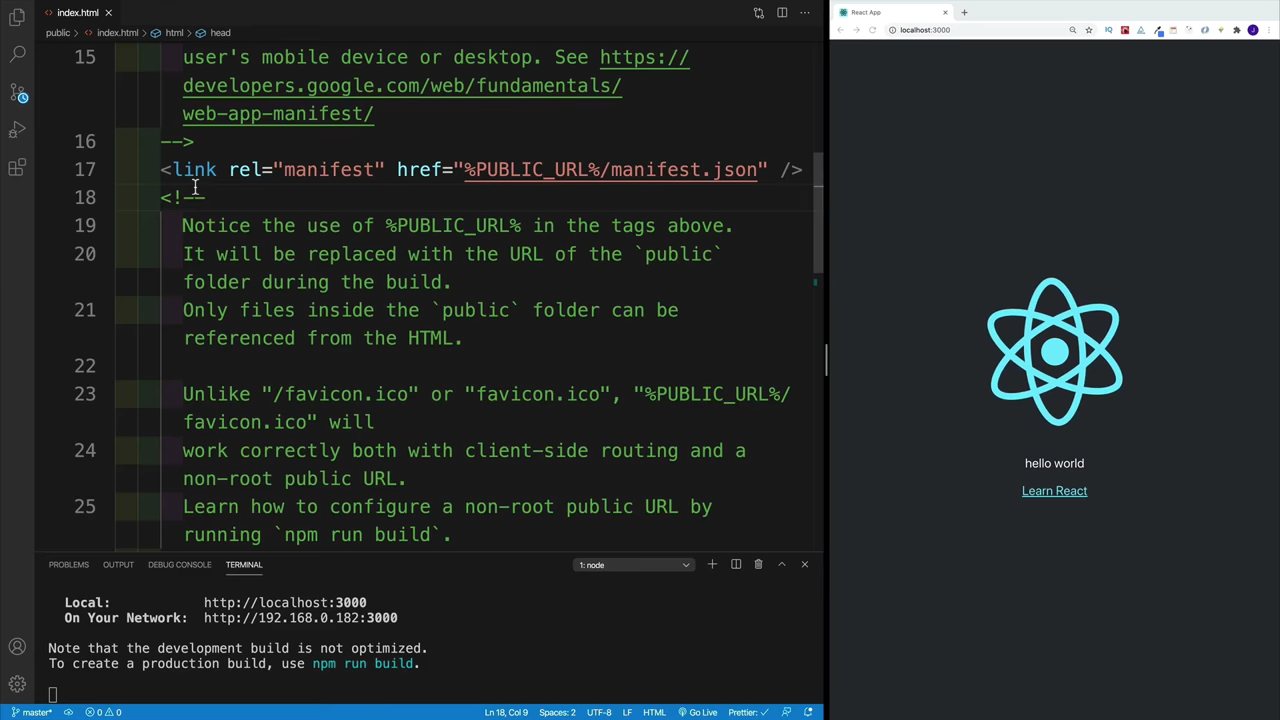 index.html
public > index.html > html > head
15 user's mobile device or desktop. See https://
developers.google.com/web/fundamentals/
web-app-manifest/
16 -->
17 <link rel="manifest" href="%PUBLIC_URL%/manifest.json" />
18 <!--
19 Notice the use of %PUBLIC_URL% in the tags above.
20 It will be replaced with the URL of the `public`
folder during the build.
21 Only files inside the `public` folder can be
referenced from the HTML.
22
23 Unlike "/favicon.ico" or "favicon.ico", "%PUBLIC_URL%/
favicon.ico" will
24 work correctly both with client-side routing and a
non-root public URL.
25 Learn how to configure a non-root public URL by
running `npm run build`.
PROBLEMS OUTPUT DEBUG CONSOLE TERMINAL 1: node
Local: http://localhost:3000
On Your Network: http://192.168.0.182:3000
Note that the development build is not optimized.
To create a production build, use npm run build.
master* 0 0 Ln 18, Col 9 Spaces: 2 UTF-8 LF HTML Go Live Prettier: ✓
React App
localhost:3000
hello world
Learn React